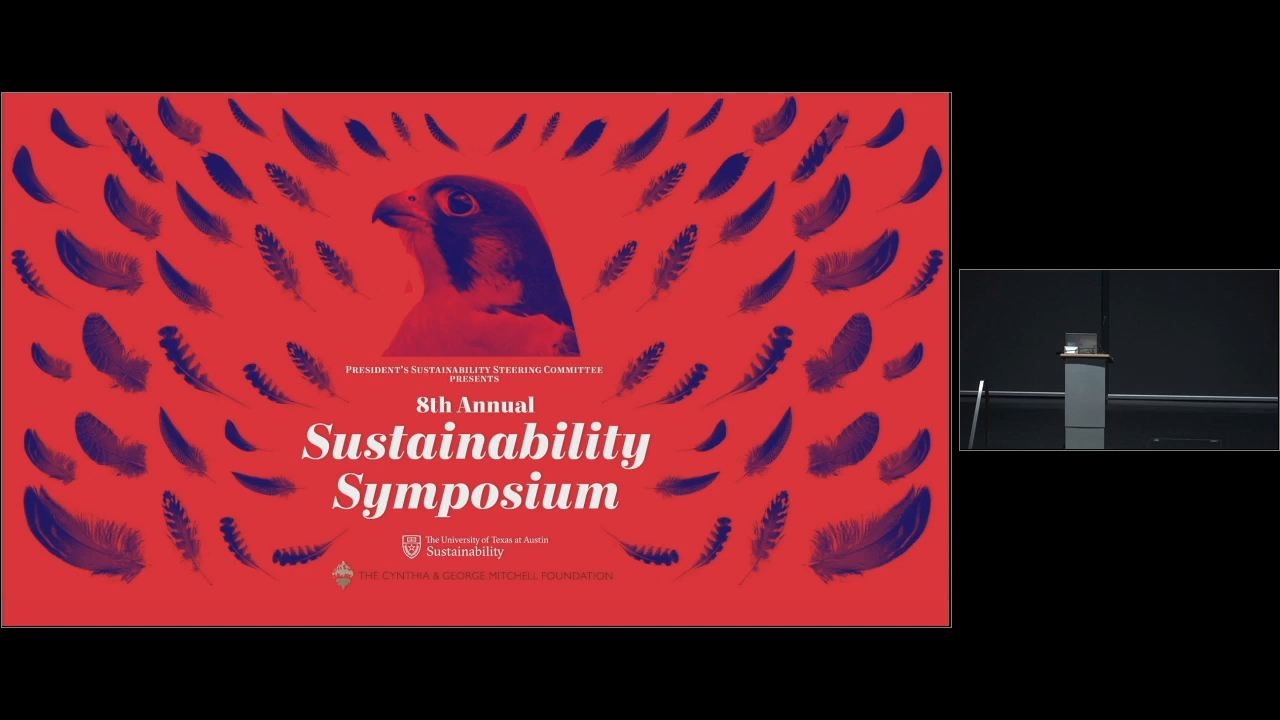 PRESIDENT'S SUSTAINABILITY STEERING COMMITTEE
PRESENTS
8th Annual
Sustainability
Symposium
The University of Texas at Austin
Sustainability
THE CYNTHIA & GEORGE MITCHELL FOUNDATION